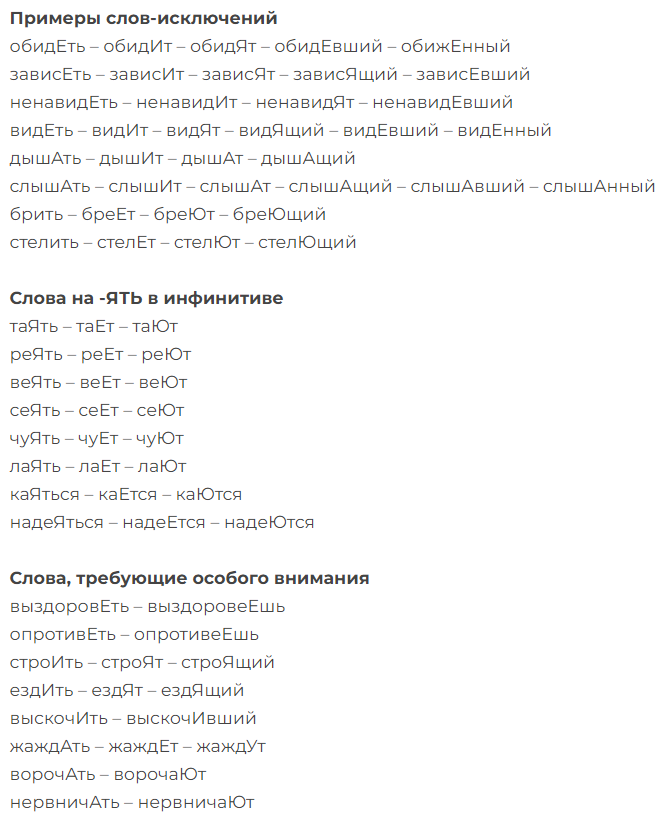 Примеры слов-исключений
обидЕть – обидИт – обидЯт – обидЕвший – обижЕнный
зависЕть – зависИт – зависЯт – зависЯщий – зависЕвший
ненавидЕть – ненавидИт – ненавидЯт – ненавидЕвший
видЕть – видИт – видЯт – видЯщий – видЕвший – видЕнный
дышАть – дышИт – дышАт – дышАщий
слышАть – слышИт – слышАт – слышАщий – слышАвший – слышАнный
брить – бреЕт – бреЮт – бреЮщий
стелить – стелЕт – стелЮт – стелЮщий
Слова на -ЯТЬ в инфинитиве
таЯть – таЕт – таЮт
реЯть – реЕт – реЮт
веЯть – веЕт – веЮт
сеЯть – сеЕт – сеЮт
чуЯть – чуЕт – чуЮт
лаЯть – лаЕт – лаЮт
каЯться – каЕтся – каЮтся
надеЯться – надеЕтся – надеЮтся
Слова, требующие особого внимания
выздоровЕть – выздоровеЕшь
опротивЕть – опротивеЕшь
строИть – строЯт – строЯщий
ездИть – ездЯт – ездЯщий
выскочИть – выскочИвший
жаждАть – жаждЕт – жаждУт
ворочАть – ворочаЮт
нервничАть – нервничаЮт